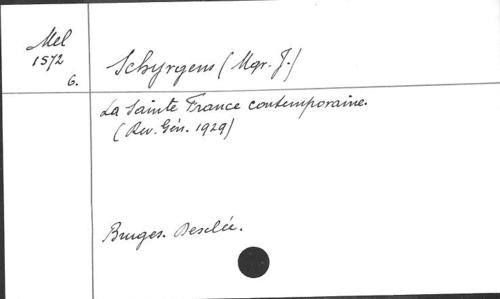 Mel
1572
6.
Schyrgens (Mgr. J.)
La Sainte France contemporaine.
(Rev. Gén. 1929)
Bruges. Desclée.